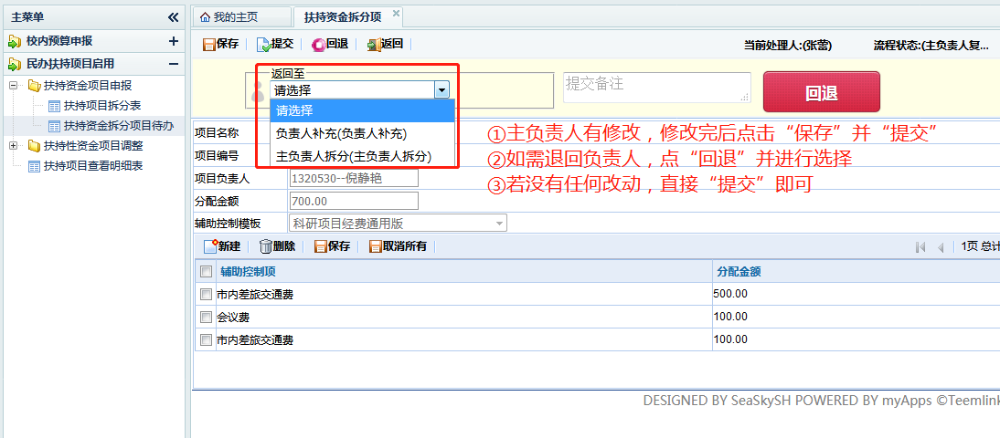 主菜单
校内预算申报
民办扶持项目启用
扶持资金项目申报
扶持项目拆分表
扶持资金拆分项目待办
扶持性资金项目调整
扶持项目查看明细表
我的主页 扶持资金拆分项
保存 提交 回退 返回 当前处理人:(张蕾) 流程状态:(主负责人复...
返回至
请选择
请选择
负责人补充(负责人补充)
主负责人拆分(主负责人拆分)
提交备注
回退
①主负责人有修改，修改完后点击“保存”并“提交”
②如需退回负责人，点“回退”并进行选择
③若没有任何改动，直接“提交”即可
项目名称
项目编号
项目负责人 1320530--倪静艳
分配金额 700.00
辅助控制模板 科研项目经费通用版
新建 删除 保存 取消所有 1页 总计
辅助控制项 分配金额
市内差旅交通费 500.00
会议费 100.00
市内差旅交通费 100.00
DESIGNED BY SeaSkySH POWERED BY myApps ©Teemlink